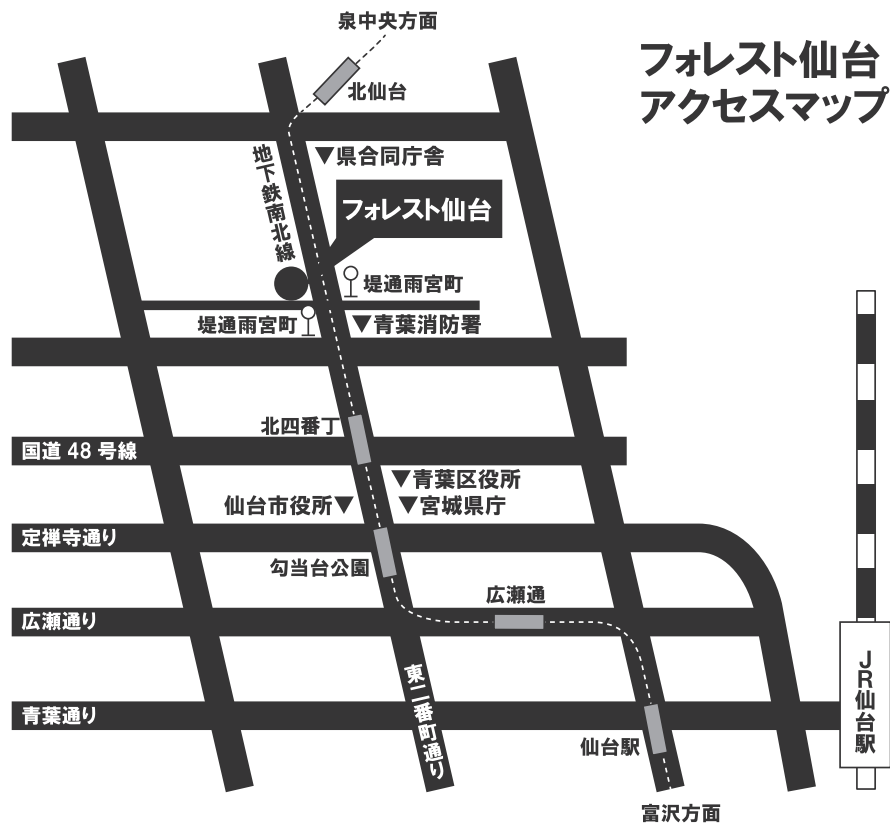 フォレスト仙台
アクセスマップ
泉中央方面
北仙台
▼県合同庁舎
地下鉄南北線
フォレスト仙台
堤通雨宮町
堤通雨宮町
▼青葉消防署
北四番丁
国道48号線
▼青葉区役所
仙台市役所▼
▼宮城県庁
定禅寺通り
勾当台公園
広瀬通
広瀬通り
東二番町通り
JR仙台駅
青葉通り
仙台駅
富沢方面